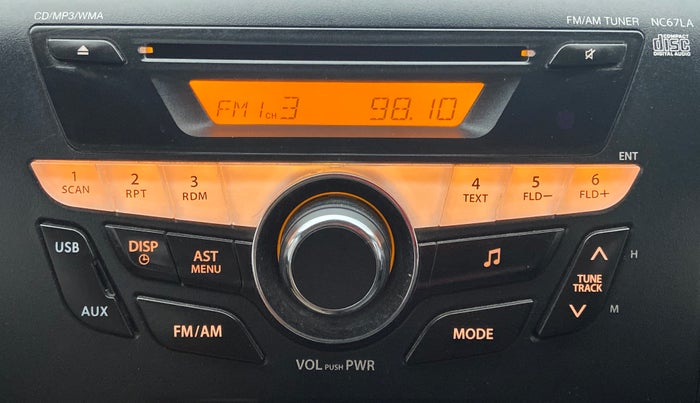 CD/MP3/WMA
FM/AM TUNER NC67LA
COMPACT
disc
DIGITAL AUDIO
FM1 CH 3 98.10
ENT
1 SCAN
2 RPT
3 RDM
4 TEXT
5 FLD−
6 FLD+
USB
DISP
AST
MENU
H
TUNE
TRACK
AUX
M
FM/AM
MODE
VOL PUSH PWR